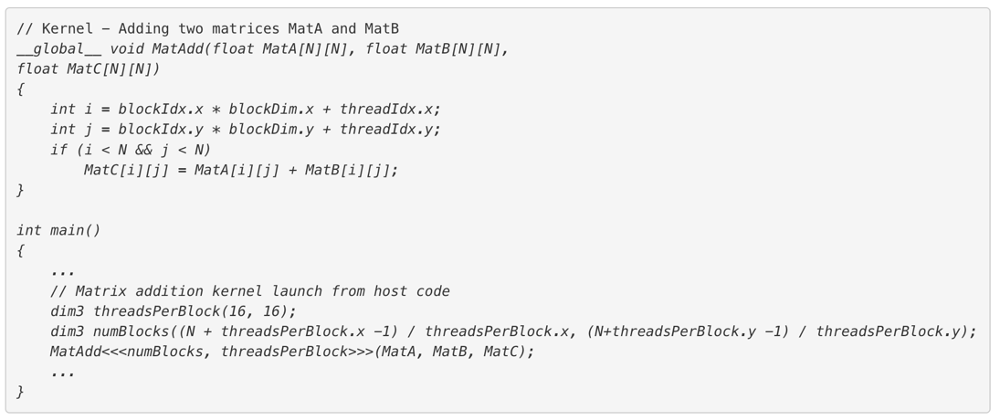 // Kernel − Adding two matrices MatA and MatB
__global__ void MatAdd(float MatA[N][N], float MatB[N][N],
float MatC[N][N])
{
    int i = blockIdx.x * blockDim.x + threadIdx.x;
    int j = blockIdx.y * blockDim.y + threadIdx.y;
    if (i < N && j < N)
        MatC[i][j] = MatA[i][j] + MatB[i][j];
}

int main()
{
    ...
    // Matrix addition kernel launch from host code
    dim3 threadsPerBlock(16, 16);
    dim3 numBlocks((N + threadsPerBlock.x −1) / threadsPerBlock.x, (N+threadsPerBlock.y −1) / threadsPerBlock.y);
    MatAdd<<<numBlocks, threadsPerBlock>>>(MatA, MatB, MatC);
    ...
}